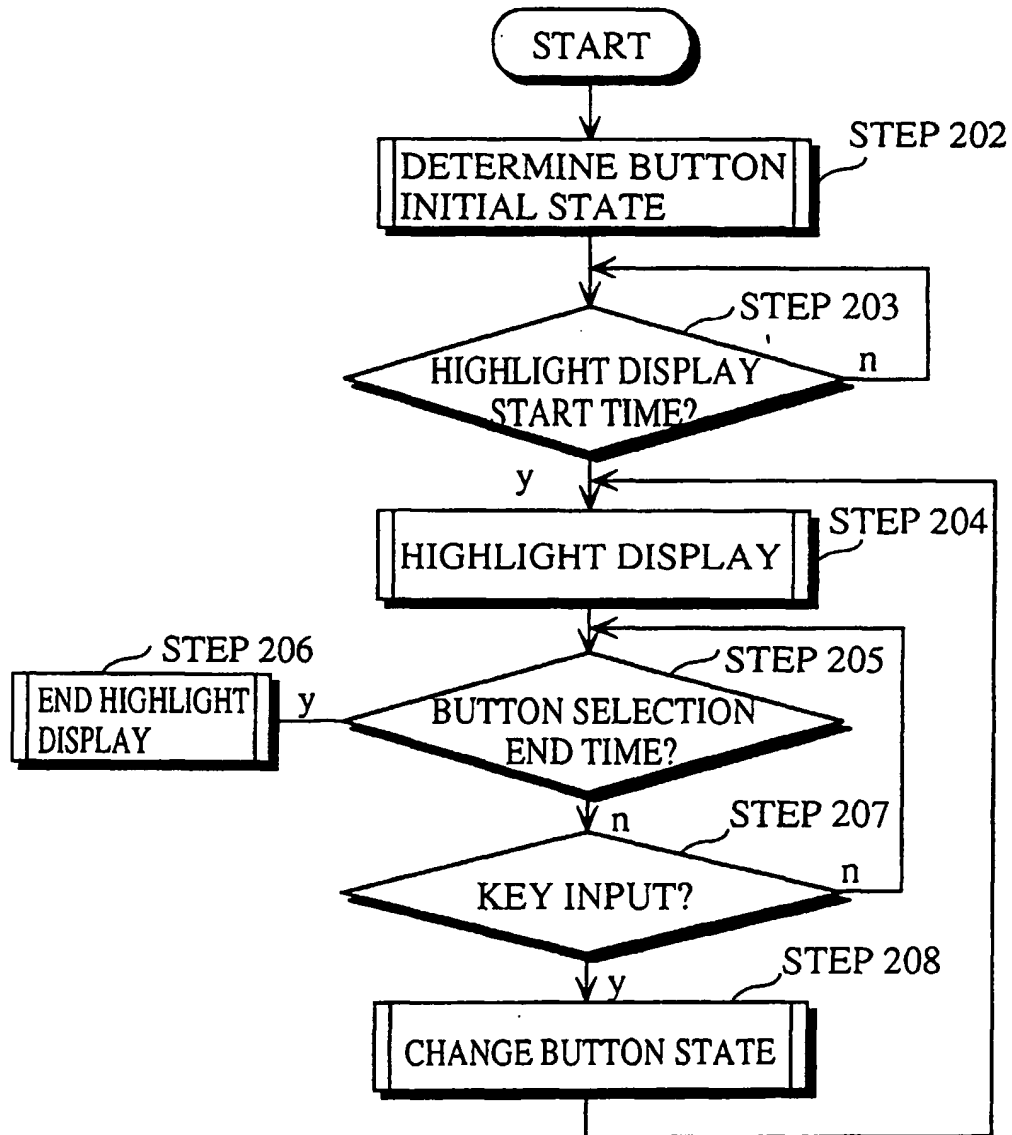 START
STEP 202
DETERMINE BUTTON
INITIAL STATE
STEP 203
n
HIGHLIGHT DISPLAY
START TIME?
y
STEP 204
HIGHLIGHT DISPLAY
STEP 206
STEP 205
END HIGHLIGHT
DISPLAY
y
BUTTON SELECTION
END TIME?
n
STEP 207
n
KEY INPUT?
STEP 208
y
CHANGE BUTTON STATE